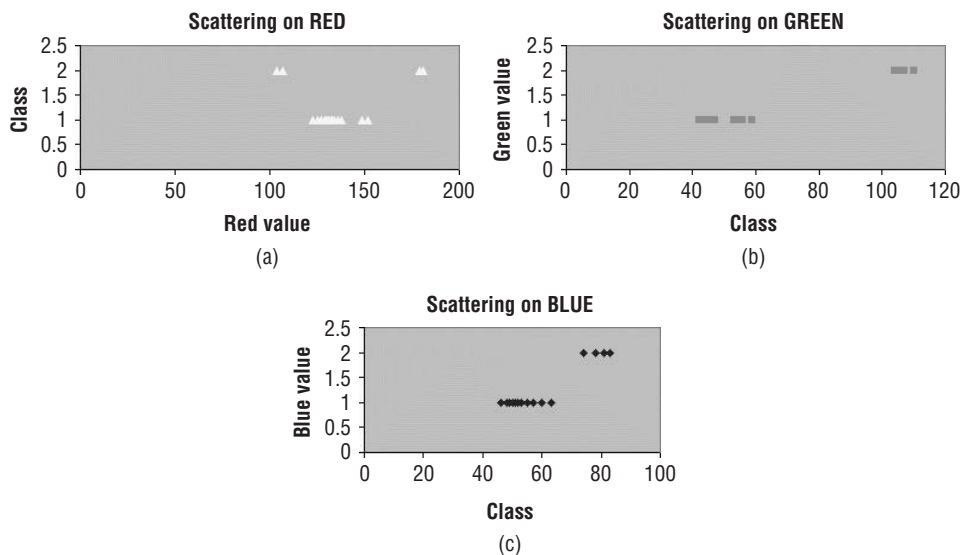 Scattering on RED
2.5
2
1.5
1
0.5
0
Class
0 50 100 150 200
Red value
(a)
Scattering on GREEN
2.5
2
1.5
1
0.5
0
Green value
0 20 40 60 80 100 120
Class
(b)
Scattering on BLUE
2.5
2
1.5
1
0.5
0
Blue value
0 20 40 60 80 100
Class
(c)